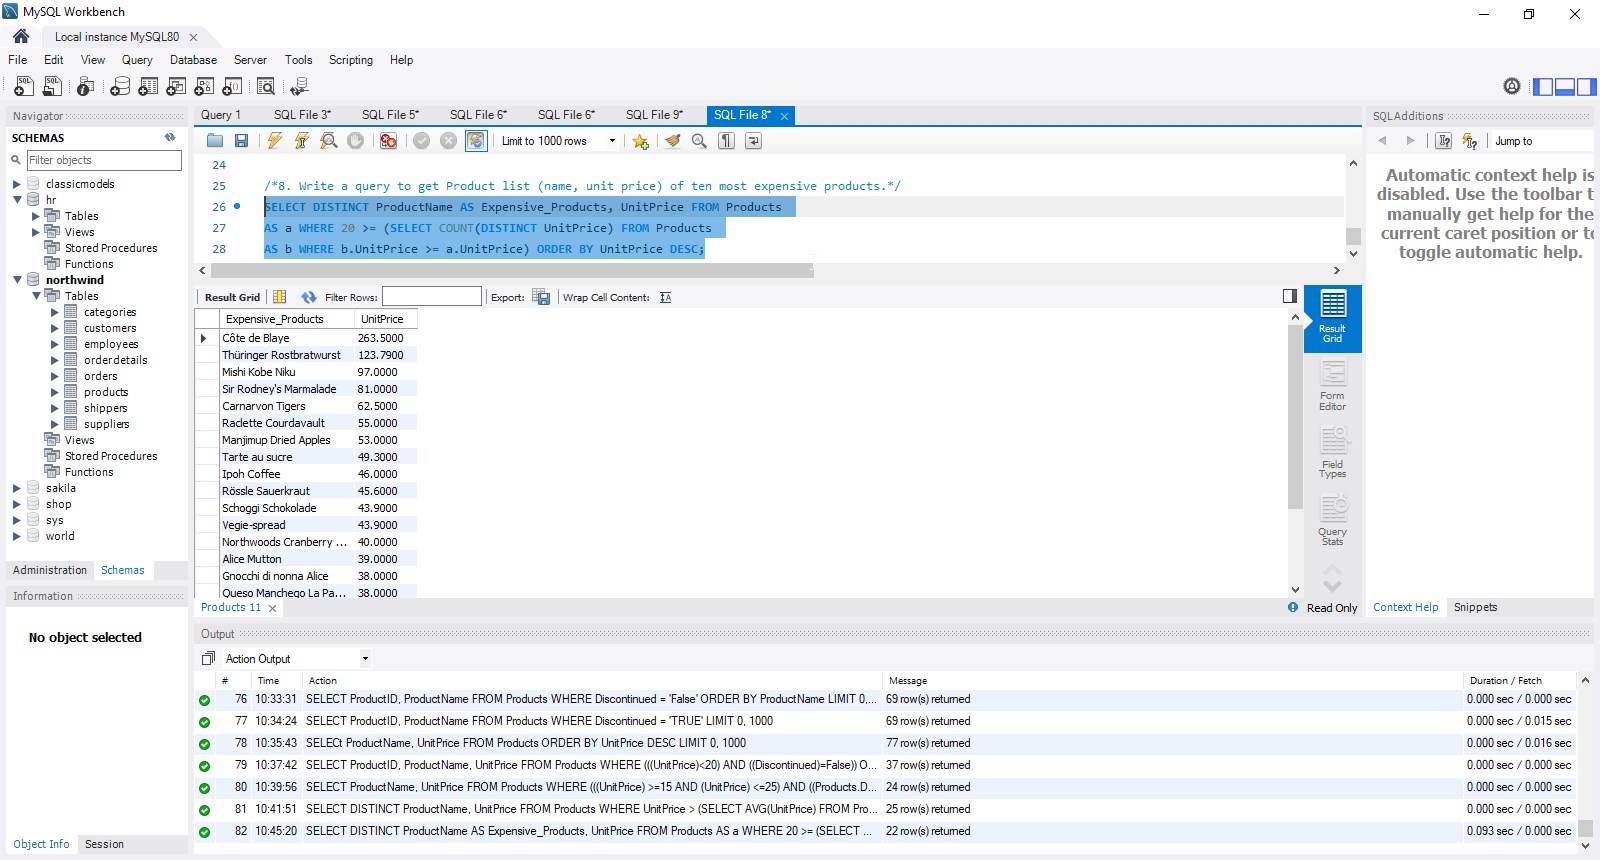 MySQL Workbench
Local instance MySQL80
File Edit View Query Database Server Tools Scripting Help
Navigator
SCHEMAS
Filter objects
classicmodels
hr
Tables
Views
Stored Procedures
Functions
northwind
Tables
categories
customers
employees
orderdetails
orders
products
shippers
suppliers
Views
Stored Procedures
Functions
sakila
shop
sys
world
Administration Schemas
Information
No object selected
Object Info Session
Query 1 SQL File 3* SQL File 5* SQL File 6* SQL File 6* SQL File 9* SQL File 8*
Limit to 1000 rows
24
25 /*8. Write a query to get Product list (name, unit price) of ten most expensive products.*/
26 SELECT DISTINCT ProductName AS Expensive_Products, UnitPrice FROM Products
27 AS a WHERE 20 >= (SELECT COUNT(DISTINCT UnitPrice) FROM Products
28 AS b WHERE b.UnitPrice >= a.UnitPrice) ORDER BY UnitPrice DESC;
Result Grid Filter Rows: Export: Wrap Cell Content:
Expensive_Products UnitPrice
Côte de Blaye 263.5000
Thüringer Rostbratwurst 123.7900
Mishi Kobe Niku 97.0000
Sir Rodney's Marmalade 81.0000
Carnarvon Tigers 62.5000
Raclette Courdavault 55.0000
Manjimup Dried Apples 53.0000
Tarte au sucre 49.3000
Ipoh Coffee 46.0000
Rössle Sauerkraut 45.6000
Schoggi Schokolade 43.9000
Vegie-spread 43.9000
Northwoods Cranberry ... 40.0000
Alice Mutton 39.0000
Gnocchi di nonna Alice 38.0000
Queso Manchego La Pa... 38.0000
Result
Grid
Form
Editor
Field
Types
Query
Stats
Products 11
Read Only
SQLAdditions
Jump to
Automatic context help is
disabled. Use the toolbar t
manually get help for the
current caret position or to
toggle automatic help.
Context Help Snippets
Output
Action Output
# Time Action Message Duration / Fetch
76 10:33:31 SELECT ProductID, ProductName FROM Products WHERE Discontinued = 'False' ORDER BY ProductName LIMIT 0,... 69 row(s) returned 0.000 sec / 0.000 sec
77 10:34:24 SELECT ProductID, ProductName FROM Products WHERE Discontinued = 'TRUE' LIMIT 0, 1000 69 row(s) returned 0.000 sec / 0.015 sec
78 10:35:43 SELECt ProductName, UnitPrice FROM Products ORDER BY UnitPrice DESC LIMIT 0, 1000 77 row(s) returned 0.000 sec / 0.016 sec
79 10:37:42 SELECT ProductID, ProductName, UnitPrice FROM Products WHERE (((UnitPrice)<20) AND ((Discontinued)=False)) O... 37 row(s) returned 0.000 sec / 0.000 sec
80 10:39:56 SELECT ProductName, UnitPrice FROM Products WHERE (((UnitPrice) >=15 AND (UnitPrice) <=25) AND ((Products.D... 24 row(s) returned 0.000 sec / 0.000 sec
81 10:41:51 SELECT DISTINCT ProductName, UnitPrice FROM Products WHERE UnitPrice > (SELECT AVG(UnitPrice) FROM Pro... 25 row(s) returned 0.000 sec / 0.000 sec
82 10:45:20 SELECT DISTINCT ProductName AS Expensive_Products, UnitPrice FROM Products AS a WHERE 20 >= (SELECT ... 22 row(s) returned 0.093 sec / 0.000 sec